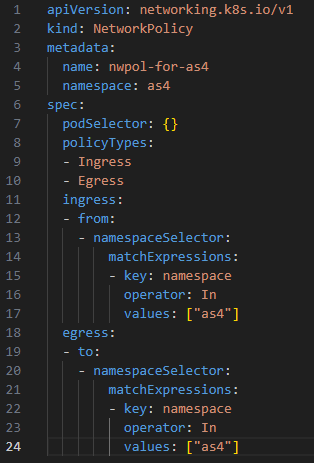 1 apiVersion: networking.k8s.io/v1
2 kind: NetworkPolicy
3 metadata:
4   name: nwpol-for-as4
5   namespace: as4
6 spec:
7   podSelector: {}
8   policyTypes:
9   - Ingress
10   - Egress
11   ingress:
12   - from:
13     - namespaceSelector:
14         matchExpressions:
15         - key: namespace
16           operator: In
17           values: ["as4"]
18   egress:
19   - to:
20     - namespaceSelector:
21         matchExpressions:
22         - key: namespace
23           operator: In
24           values: ["as4"]